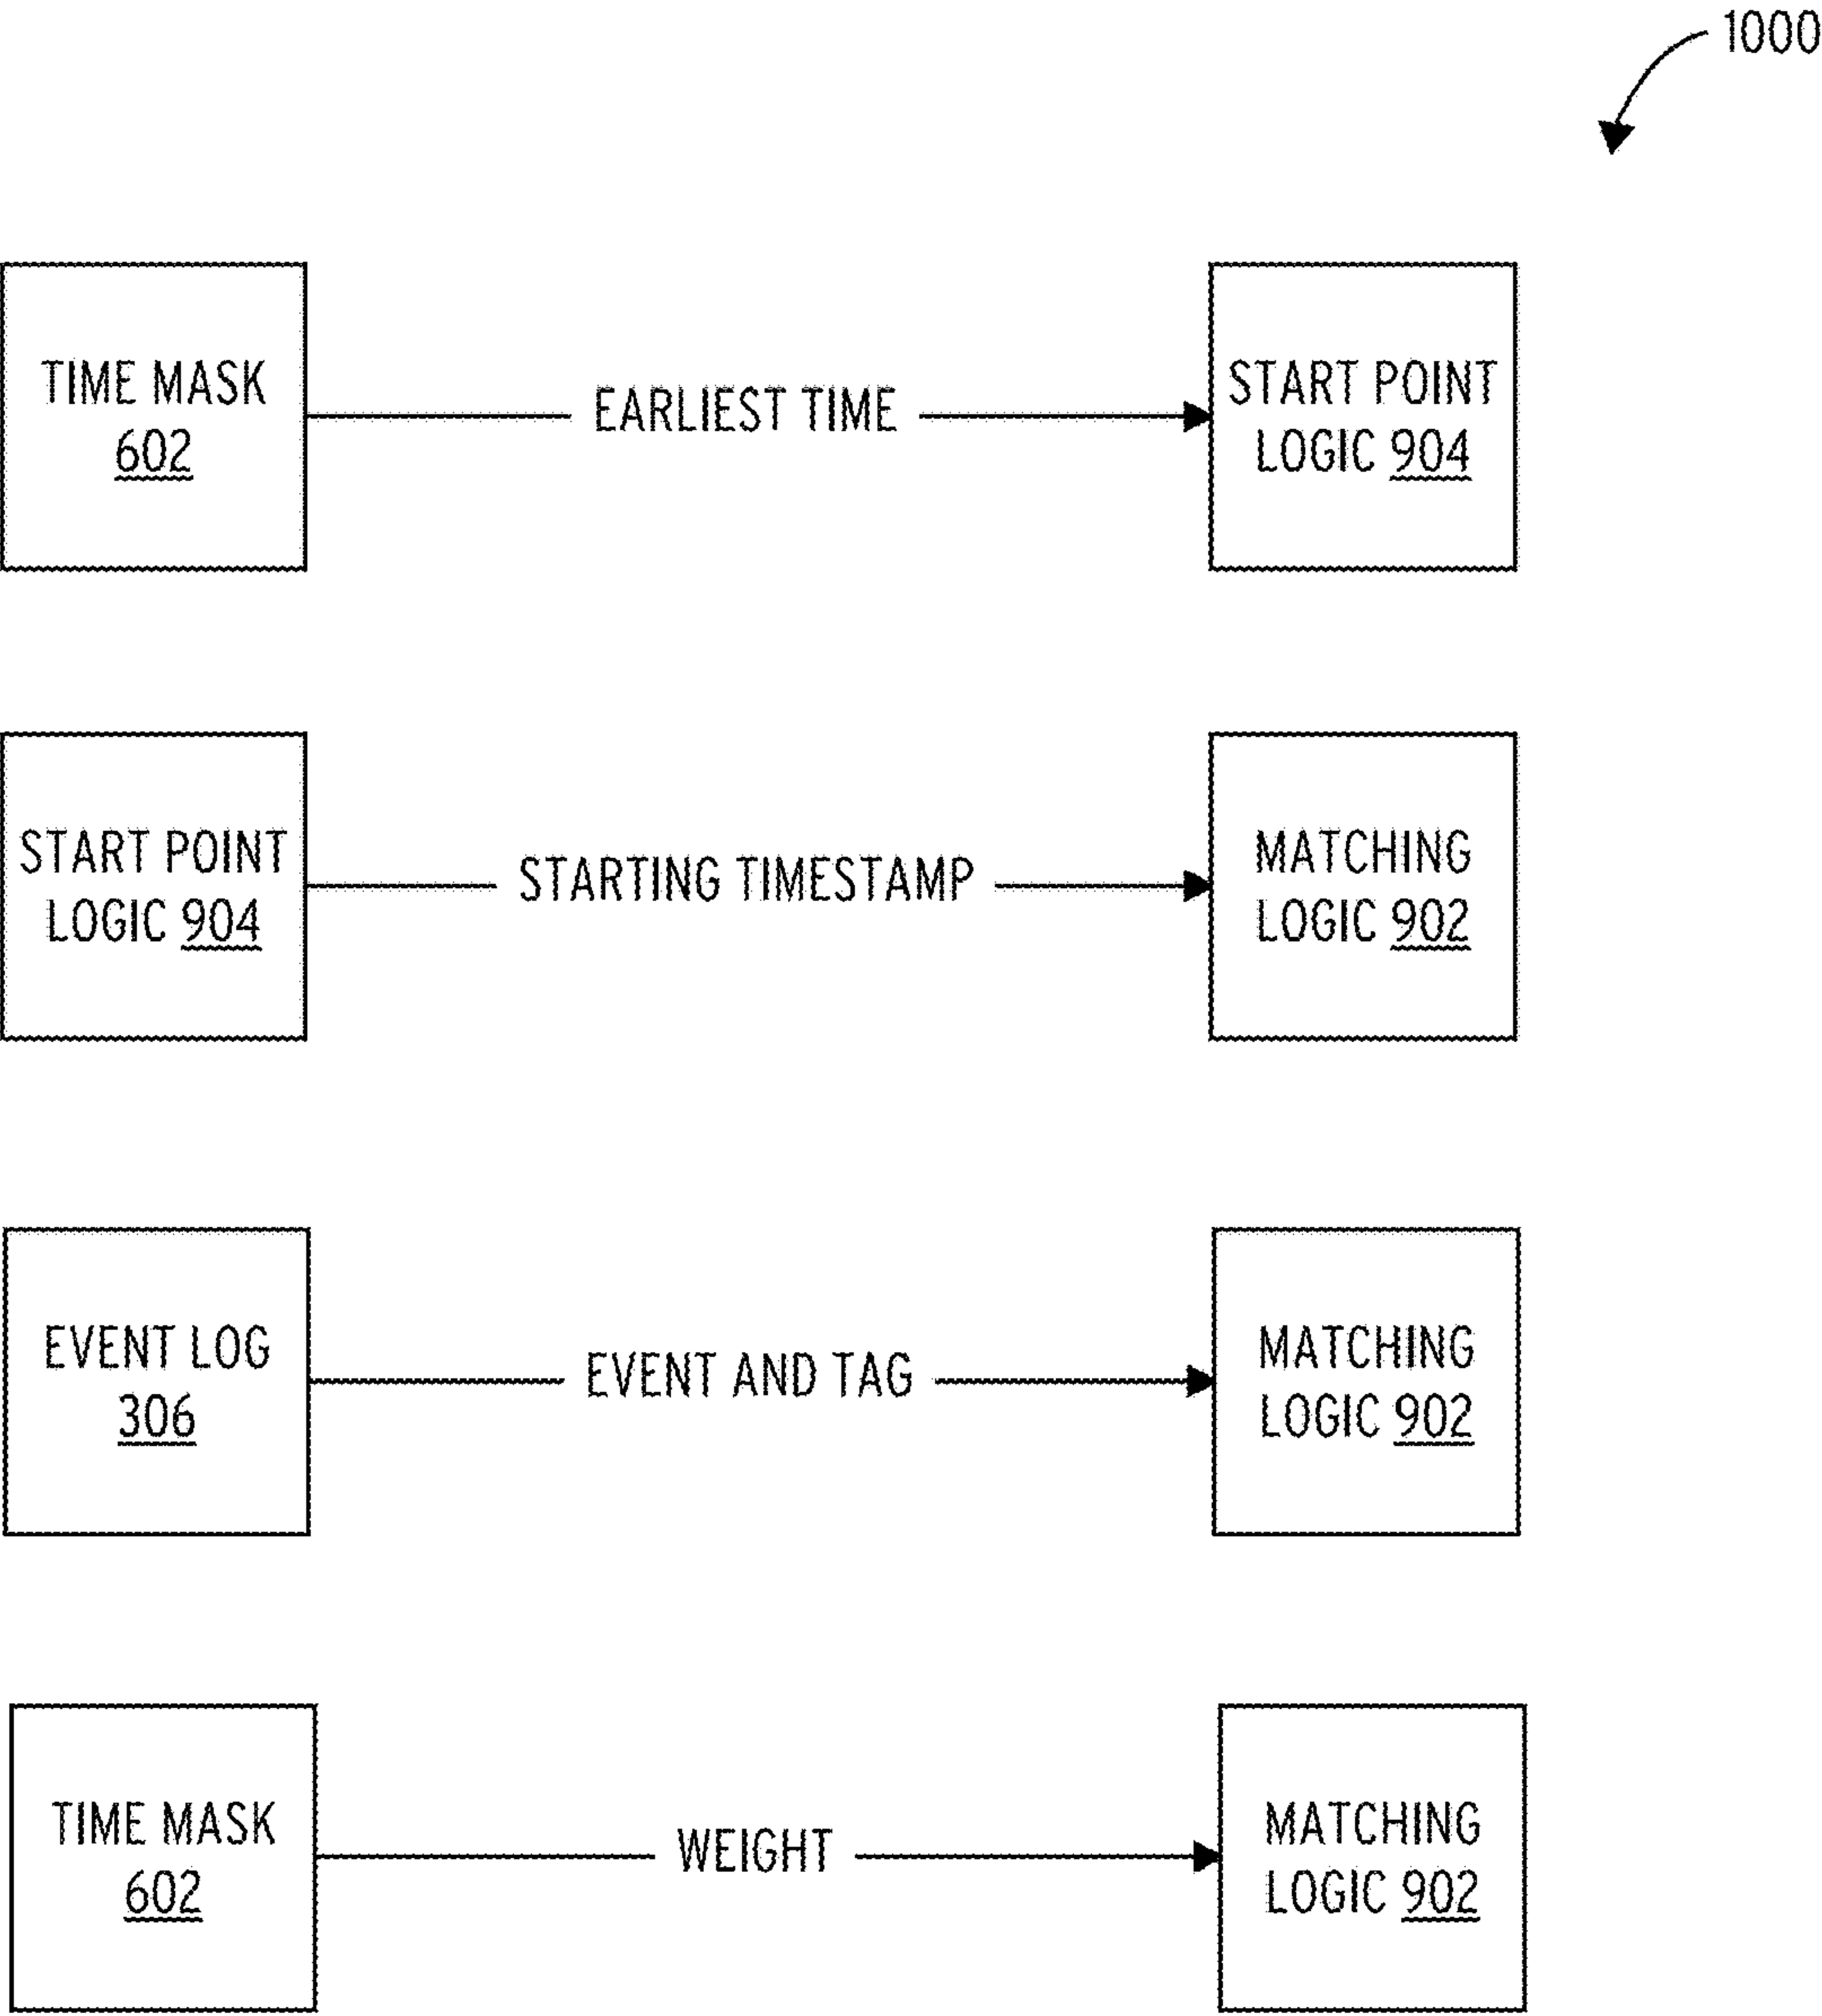 1000
TIME MASK
602
EARLIEST TIME
START POINT
LOGIC 904
START POINT
LOGIC 904
STARTING TIMESTAMP
MATCHING
LOGIC 902
EVENT LOG
306
EVENT AND TAG
MATCHING
LOGIC 902
TIME MASK
602
WEIGHT
MATCHING
LOGIC 902